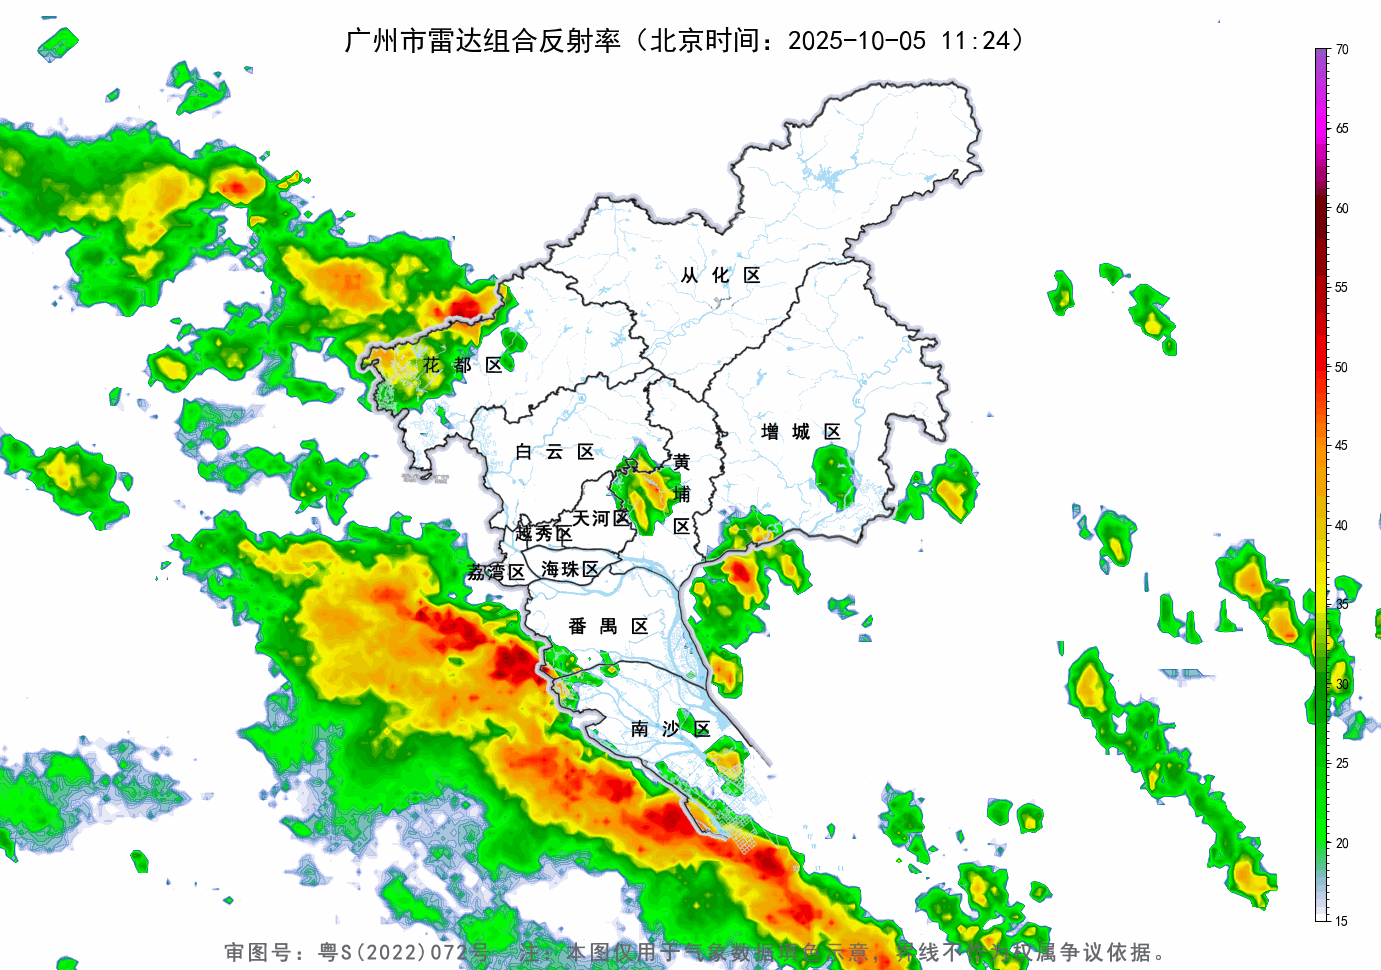 广州市雷达组合反射率（北京时间：2025-10-05 11:24）
70
65
60
55
50
45
40
35
30
25
20
15
从化区
花都区
增城区
白云区
黄埔区
天河区
越秀区
荔湾区
海珠区
番禺区
南沙区
审图号：粤S(2022)072号 注：本图仅用于气象数据填色示意，界线不作为权属争议依据。